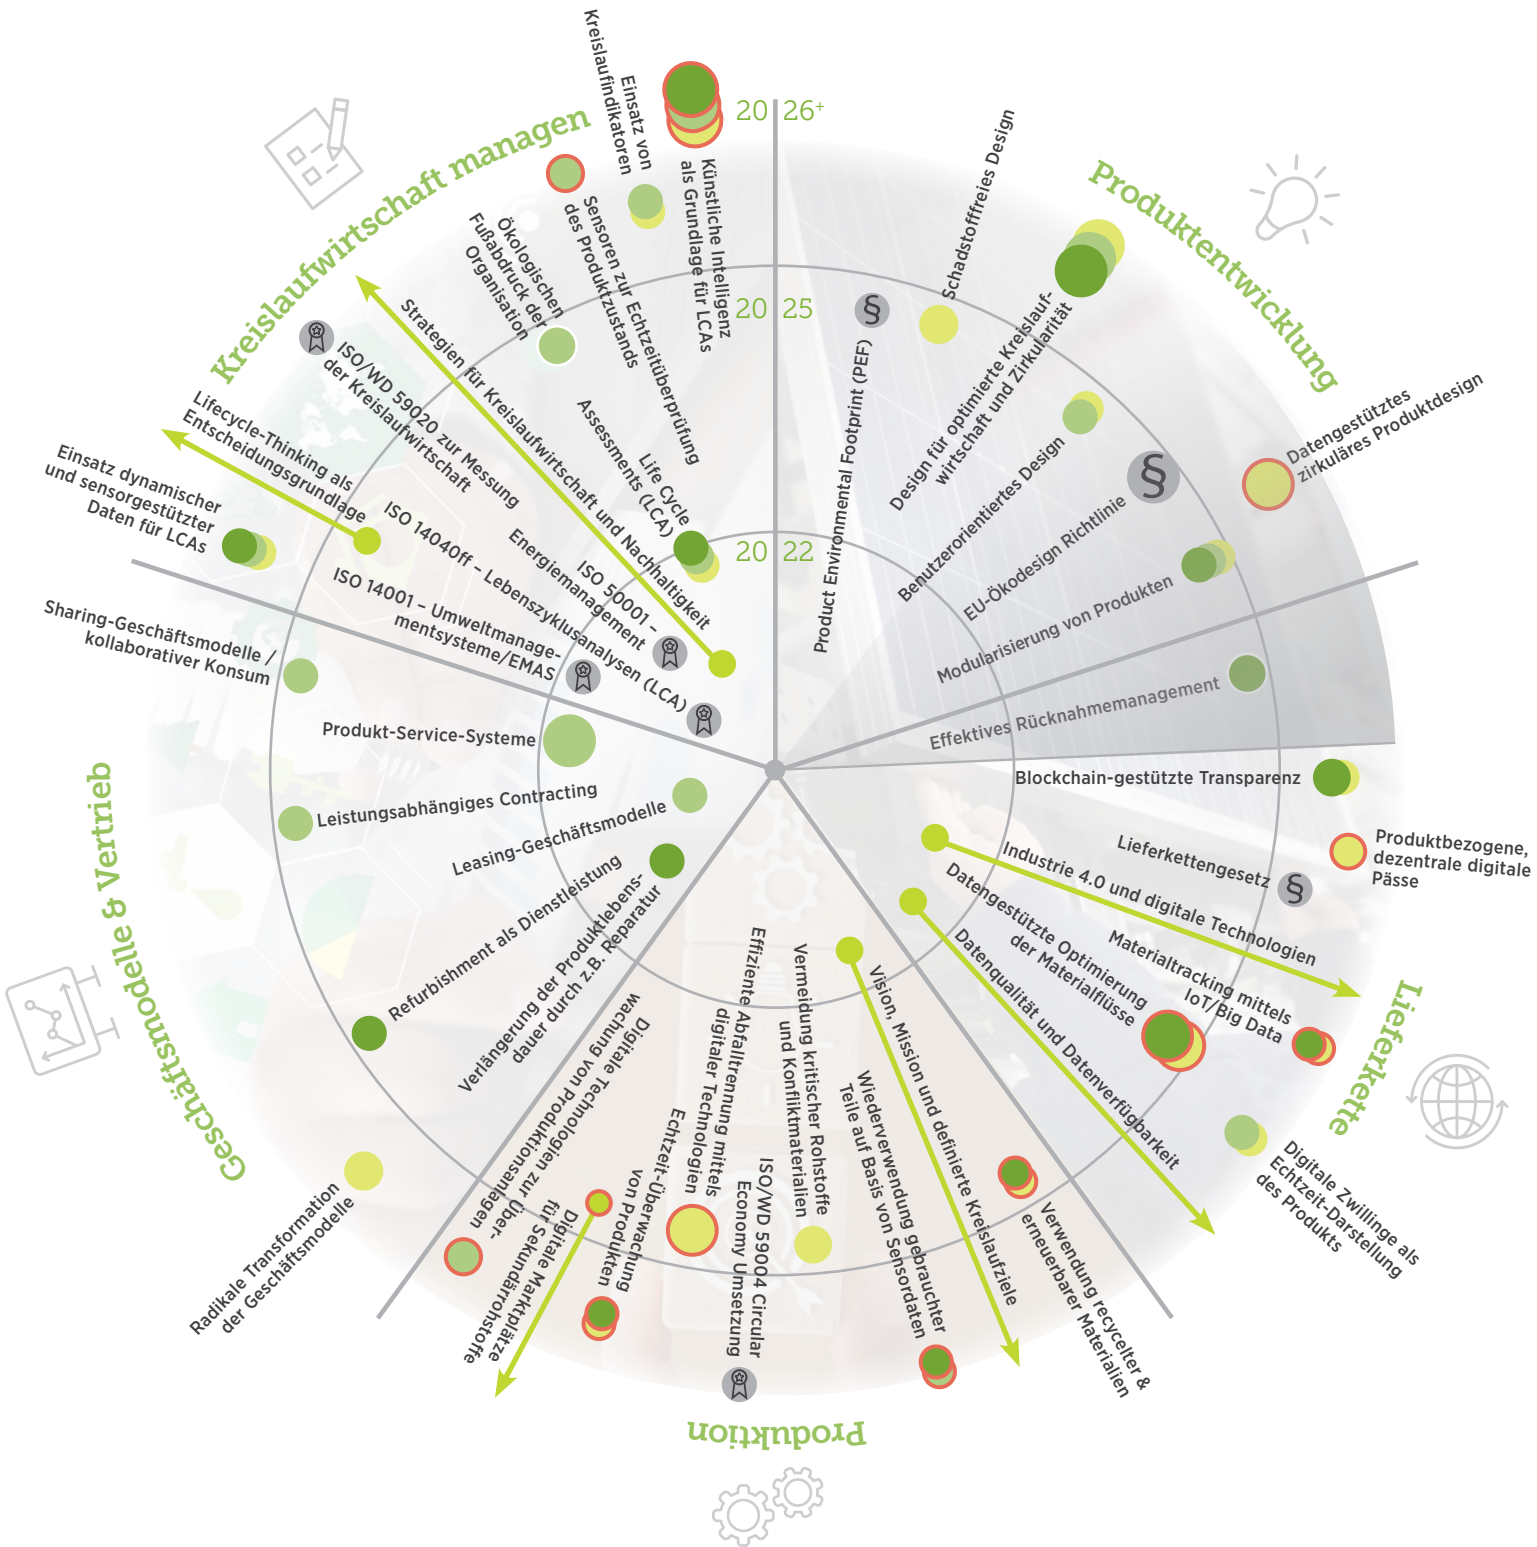 20 26+
20 25
20 22
Produktentwicklung
Schadstofffreies Design
§
Product Environmental Footprint (PEF)
Design für optimierte Kreislauf-
wirtschaft und Zirkularität
Benutzerorientiertes Design
§
EU-Ökodesign Richtlinie
Datengestütztes
zirkuläres Produktdesign
Modularisierung von Produkten
Effektives Rücknahmemanagement
Lieferkette
Blockchain-gestützte Transparenz
Produktbezogene,
dezentrale digitale
Pässe
Lieferkettengesetz
§
Industrie 4.0 und digitale Technologien
Materialtracking mittels
IoT/Big Data
Datengestützte Optimierung
der Materialflüsse
Datenqualität und Datenverfügbarkeit
Digitale Zwillinge als
Echtzeit-Darstellung
des Produkts
Produktion
Verwendung recycelter &
erneuerbarer Materialien
Vision, Mission und definierte Kreislaufziele
Wiederverwendung gebrauchter
Teile auf Basis von Sensordaten
Vermeidung kritischer Rohstoffe
und Konfliktmaterialien
ISO/WD 59004 Circular
Economy Umsetzung
Effiziente Abfalltrennung mittels
digitaler Technologien
Echtzeit-Überwachung
von Produkten
Digitale Marktplätze
für Sekundärrohstoffe
Digitale Technologien zur Über-
wachung von Produktionsanlagen
Geschäftsmodelle & Vertrieb
Radikale Transformation
der Geschäftsmodelle
Verlängerung der Produktlebens-
dauer durch z.B. Reparatur
Refurbishment als Dienstleistung
Leasing-Geschäftsmodelle
Leistungsabhängiges Contracting
Produkt-Service-Systeme
Sharing-Geschäftsmodelle /
kollaborativer Konsum
Kreislaufwirtschaft managen
Einsatz dynamischer
und sensorgestützter
Daten für LCAs
Lifecycle-Thinking als
Entscheidungsgrundlage
ISO 14001 – Umweltmanage-
mentsysteme/EMAS
ISO 14040ff – Lebenszyklusanalysen (LCA)
ISO/WD 59020 zur Messung
der Kreislaufwirtschaft
ISO 50001 –
Energiemanagement
Strategien für Kreislaufwirtschaft und Nachhaltigkeit
Life Cycle
Assessments (LCA)
Ökologischen
Fußabdruck der
Organisation
Sensoren zur Echtzeitüberprüfung
des Produktzustands
Einsatz von
Kreislaufindikatoren
Künstliche Intelligenz
als Grundlage für LCAs